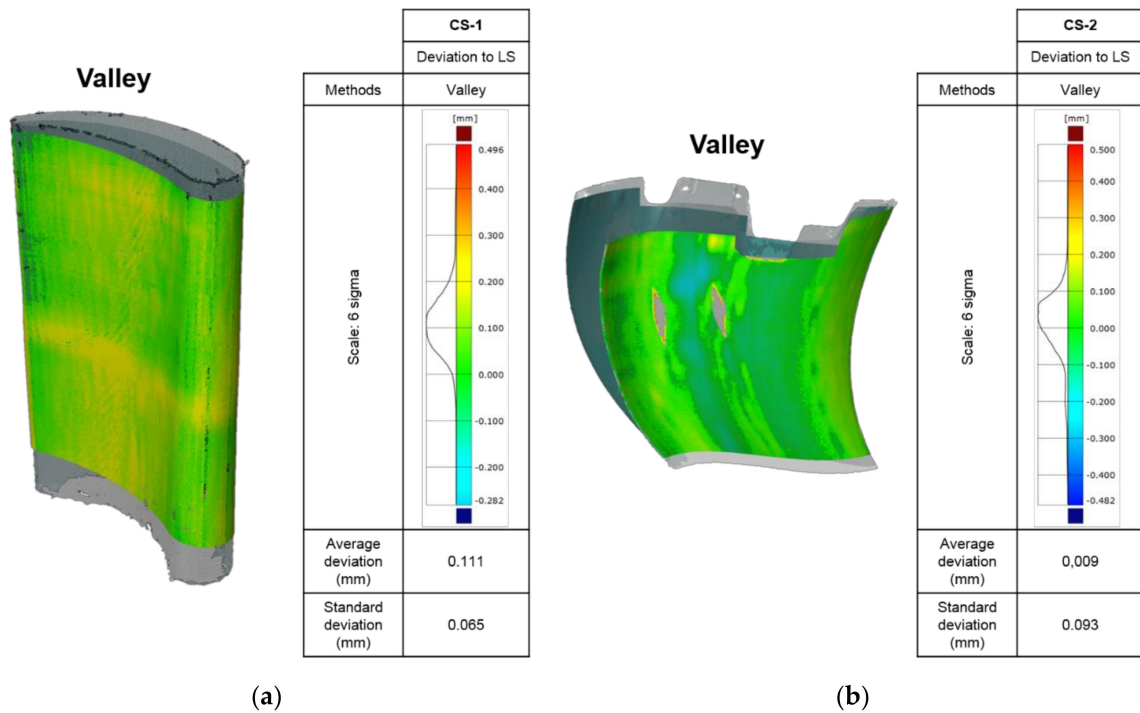 Valley
CS-1
Deviation to LS
Methods
Valley
Scale: 6 sigma
[mm]
0.496
0.400
0.300
0.200
0.100
0.000
-0.100
-0.200
-0.282
Average
deviation
(mm)
0.111
Standard
deviation
(mm)
0.065
(a)
Valley
CS-2
Deviation to LS
Methods
Valley
Scale: 6 sigma
[mm]
0.500
0.400
0.300
0.200
0.100
0.000
-0.100
-0.200
-0.300
-0.400
-0.482
Average
deviation
(mm)
0,009
Standard
deviation
(mm)
0.093
(b)